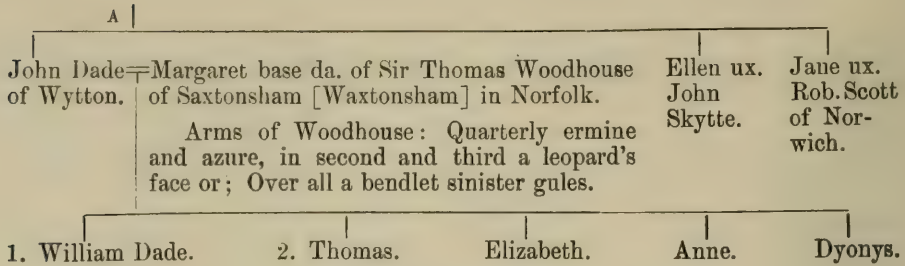 A
John Dade=Margaret base da. of Sir Thomas Woodhouse
of Wytton. of Saxtonsham [Waxtonsham] in Norfolk.
Arms of Woodhouse: Quarterly ermine
and azure, in second and third a leopard's
face or; Over all a bendlet sinister gules.
Ellen ux.
John
Skytte.
Jane ux.
Rob. Scott
of Nor-
wich.
1. William Dade. 2. Thomas. Elizabeth. Anne. Dyonys.